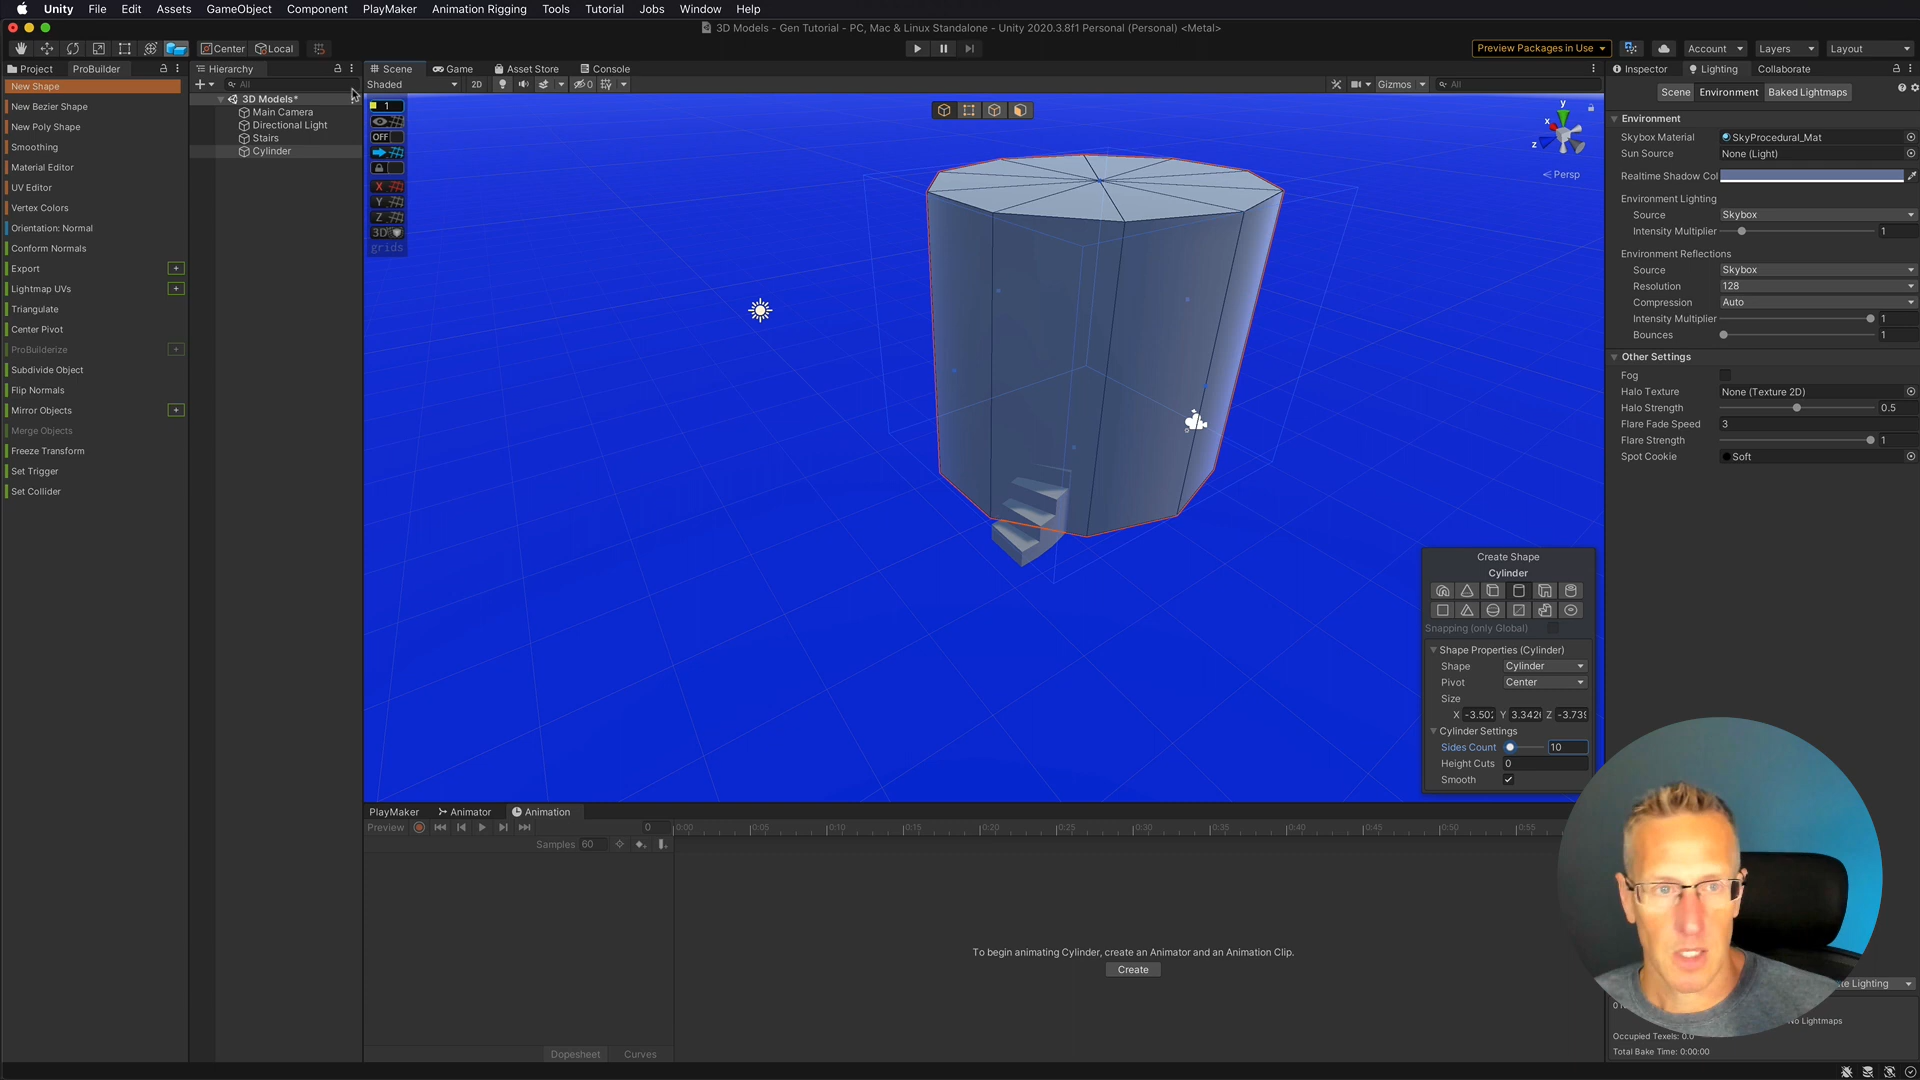 Unity File Edit Assets GameObject Component PlayMaker Animation Rigging Tools Tutorial Jobs Window Help
3D Models - Gen Tutorial - PC, Mac & Linux Standalone - Unity 2020.3.8f1 Personal (Personal) <Metal>
Center Local Preview Packages in Use Account Layers Layout
Project ProBuilder Hierarchy Scene Game Asset Store Console Inspector Lighting Collaborate
All Shaded 2D 0 Gizmos All
New Shape
New Bezier Shape
New Poly Shape
Smoothing
Material Editor
UV Editor
Vertex Colors
Orientation: Normal
Conform Normals
Export
Lightmap UVs
Triangulate
Center Pivot
ProBuilderize
Subdivide Object
Flip Normals
Mirror Objects
Merge Objects
Freeze Transform
Set Trigger
Set Collider
3D Models*
Main Camera
Directional Light
Stairs
Cylinder
1
OFF
X
Y
Z
3D
grids
y
x
z
Persp
Create Shape
Cylinder
Snapping (only Global)
Shape Properties (Cylinder)
Shape Cylinder
Pivot Center
Size
X -3.502 Y 3.3426 Z -3.739
Cylinder Settings
Sides Count 10
Height Cuts 0
Smooth
Scene Environment Baked Lightmaps
Environment
Skybox Material SkyProcedural_Mat
Sun Source None (Light)
Realtime Shadow Col
Environment Lighting
Source Skybox
Intensity Multiplier 1
Environment Reflections
Source Skybox
Resolution 128
Compression Auto
Intensity Multiplier 1
Bounces 1
Other Settings
Fog
Halo Texture None (Texture 2D)
Halo Strength 0.5
Flare Fade Speed 3
Flare Strength 1
Spot Cookie Soft
PlayMaker Animator Animation
Preview 0 0:00 0:05 0:10 0:15 0:20 0:25 0:30 0:35 0:40 0:45 0:50 0:55
Samples 60
To begin animating Cylinder, create an Animator and an Animation Clip.
Create
Dopesheet Curves
Lighting
No Lightmaps
Occupied Texels: 0.0
Total Bake Time: 0:00:00